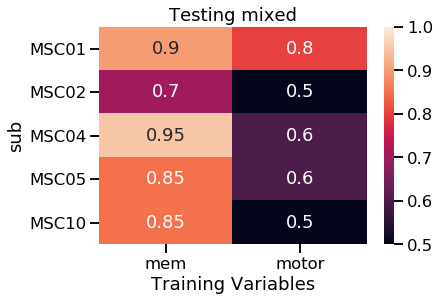 Testing mixed
sub
MSC01 0.9 0.8
MSC02 0.7 0.5
MSC04 0.95 0.6
MSC05 0.85 0.6
MSC10 0.85 0.5
mem motor
Training Variables
1.0
0.9
0.8
0.7
0.6
0.5